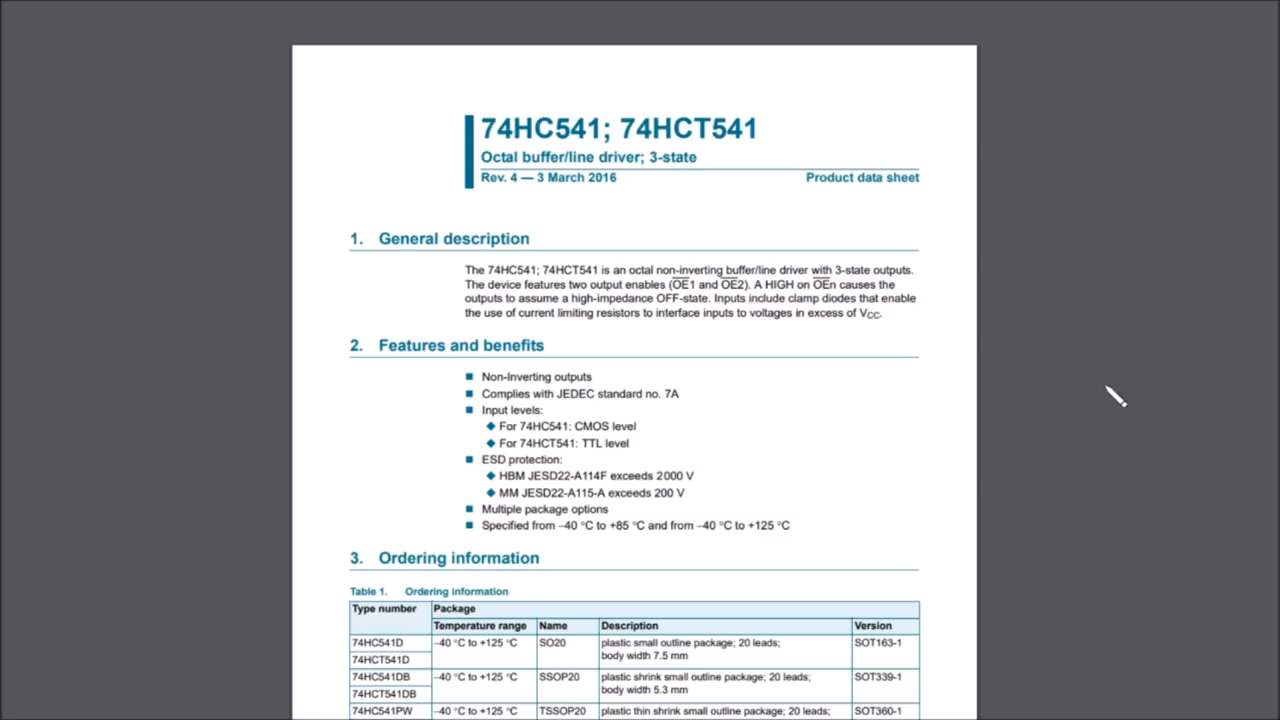 74HC541; 74HCT541
Octal buffer/line driver; 3-state
Rev. 4 — 3 March 2016 Product data sheet
1. General description
The 74HC541; 74HCT541 is an octal non-inverting buffer/line driver with 3-state outputs.
The device features two output enables (O̅E̅1 and O̅E̅2). A HIGH on O̅E̅n causes the
outputs to assume a high-impedance OFF-state. Inputs include clamp diodes that enable
the use of current limiting resistors to interface inputs to voltages in excess of VCC.
2. Features and benefits
■ Non-Inverting outputs
■ Complies with JEDEC standard no. 7A
■ Input levels:
◆ For 74HC541: CMOS level
◆ For 74HCT541: TTL level
■ ESD protection:
◆ HBM JESD22-A114F exceeds 2000 V
◆ MM JESD22-A115-A exceeds 200 V
■ Multiple package options
■ Specified from −40 °C to +85 °C and from −40 °C to +125 °C
3. Ordering information
Table 1. Ordering information
Type number Package
Temperature range Name Description Version
74HC541D −40 °C to +125 °C SO20 plastic small outline package; 20 leads; SOT163-1
body width 7.5 mm
74HCT541D
74HC541DB −40 °C to +125 °C SSOP20 plastic shrink small outline package; 20 leads; SOT339-1
body width 5.3 mm
74HCT541DB
74HC541PW −40 °C to +125 °C TSSOP20 plastic thin shrink small outline package; 20 leads; SOT360-1